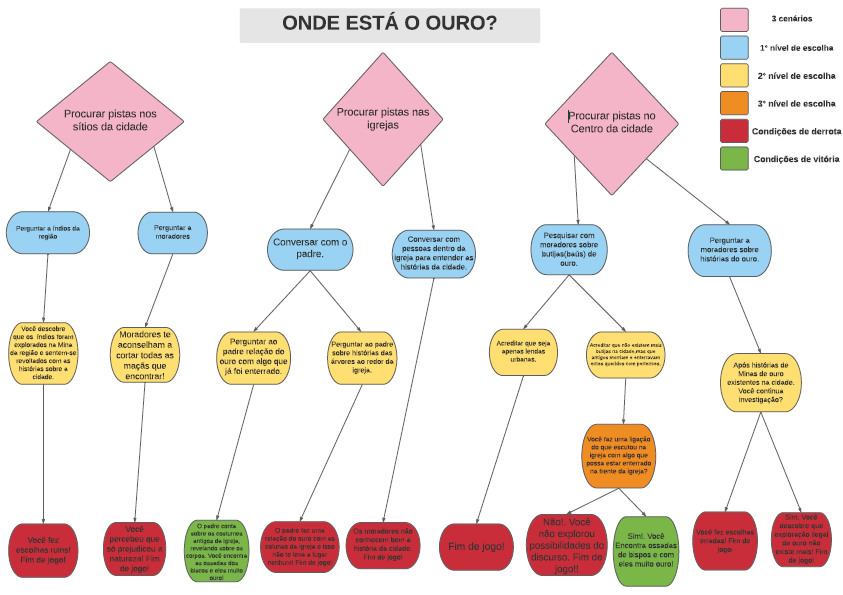 ONDE ESTÁ O OURO?
3 cenários
1° nível de escolha
2° nível de escolha
3° nível de escolha
Condições de derrota
Condições de vitória
Procurar pistas nos
sítios da cidade
Procurar pistas nas
igrejas
Procurar pistas no
Centro da cidade
Perguntar a índios da
região
Perguntar a
moradores
Conversar com o
padre.
Conversar com
pessoas dentro da
igreja para entender as
histórias da cidade.
Pesquisar com
moradores sobre
butijas(baús) de
ouro.
Perguntar a
moradores sobre
histórias do ouro.
Você descobre
que os índios foram
explorados na Mina
da região e sentem-se
revoltados com as
histórias sobre a
cidade.
Moradores te
aconselham a
cortar todas as
maçãs que
encontrar!
Perguntar ao
padre relação do
ouro com algo que
já foi enterrado.
Perguntar ao padre
sobre histórias das
árvores ao redor da
igreja.
Acreditar que seja
apenas lendas
urbanas.
Acreditar que não existem mais
butijas na cidade,mas que
antigos morriam e enterravam
entes queridos com pertences.
Após histórias de
Minas de ouro
existentes na cidade.
Você continua
investigação?
Você faz uma ligação
do que escutou na
igreja com algo que
possa estar enterrado
na frente da igreja?
Você fez
escolhas ruins!
Fim de jogo!
Você
percebeu que
só prejudicou a
natureza! Fim
de jogo!
O padre conta
sobre os costumes
antigos da igreja,
revelando sobre os
corpos. Você encontra
as ossadas dos
bispos e eles muito
ouro!
O padre faz uma
relação do ouro com as
colunas da igreja e isso
não te leva a lugar
nenhum! Fim do jogo!
Os moradores não
conhecem bem a
história da cidade.
Fim de jogo!
Fim de jogo!
Não!, Você
não explorou
possibilidades do
discurso. Fim de
jogo!!
Sim!. Você
Encontra ossadas
de bispos e com
eles muito ouro!
Você fez escolhas
erradas! Fim de
jogo!
Sim, Você
descobre que
exploração ilegal
de ouro não
existe mais! Fim
de jogo!